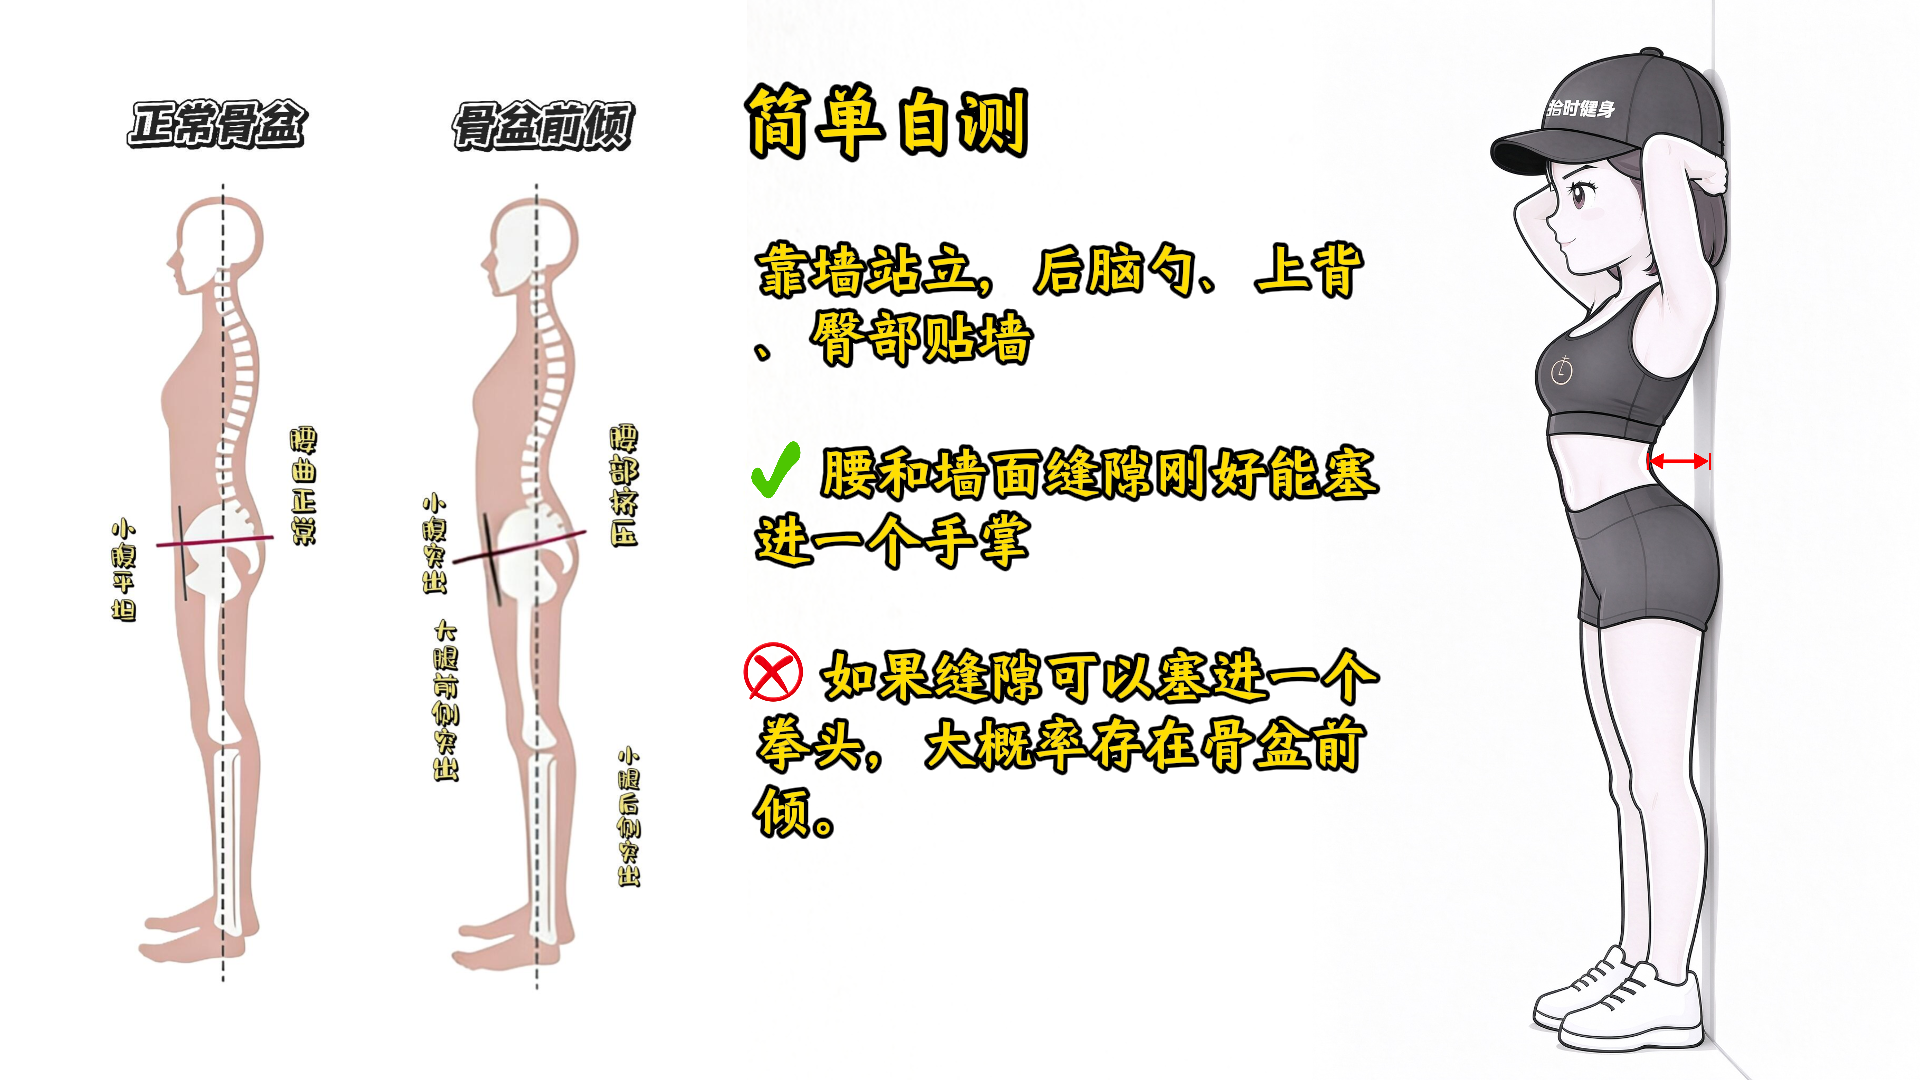 正常骨盆
骨盆前倾
小腹平坦
腰曲正常
小腹突出
大腿前侧突出
腰部挤压
小腿后侧突出
简单自测
靠墙站立，后脑勺、上背
、臀部贴墙
腰和墙面缝隙刚好能塞
进一个手掌
如果缝隙可以塞进一个
拳头，大概率存在骨盆前
倾。
拾时健身